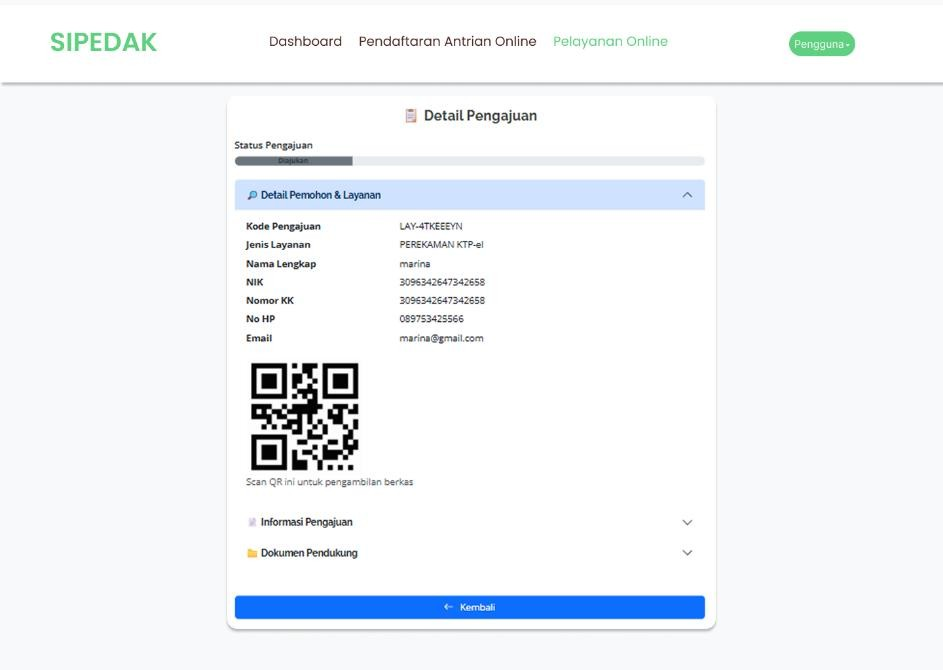 SIPEDAK
Dashboard Pendaftaran Antrian Online Pelayanan Online
Pengguna
Detail Pengajuan
Status Pengajuan
Diajukan
Detail Pemohon & Layanan
Kode Pengajuan LAY-4TKEEEYN
Jenis Layanan PEREKAMAN KTP-el
Nama Lengkap marina
NIK 3096342647342658
Nomor KK 3096342647342658
No HP 089753425566
Email marina@gmail.com
Scan QR ini untuk pengambilan berkas
Informasi Pengajuan
Dokumen Pendukung
← Kembali